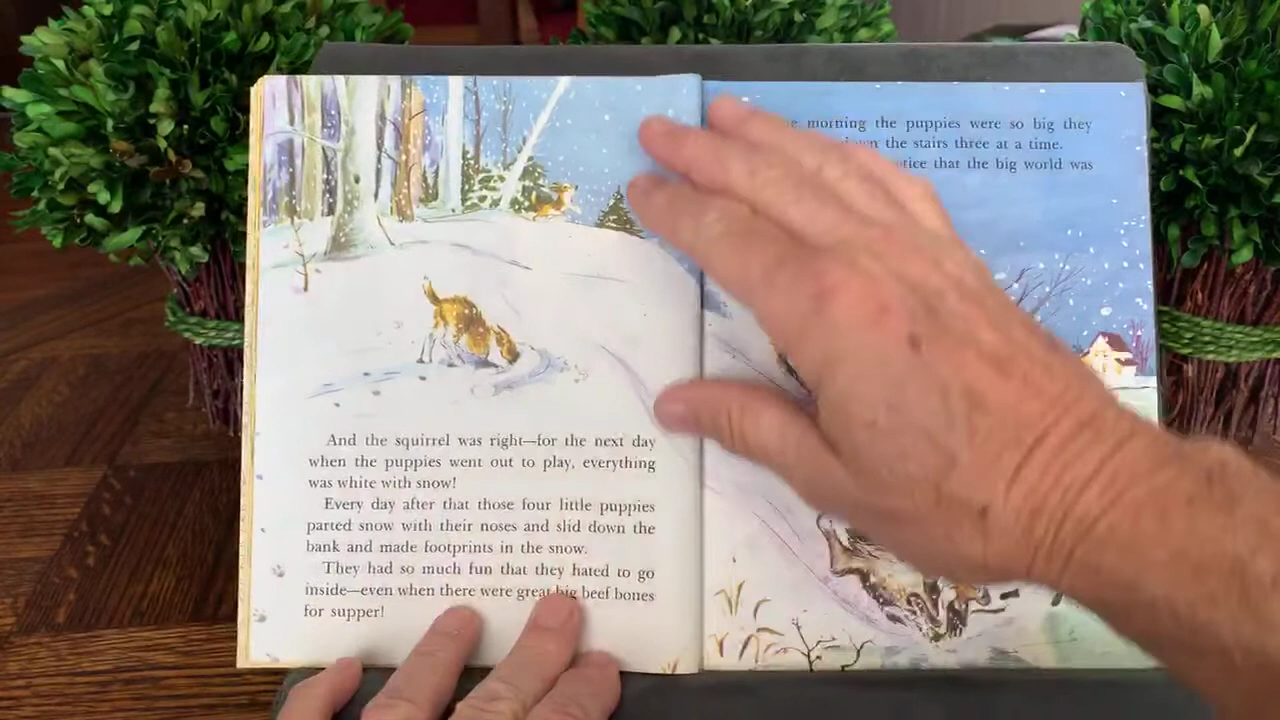 And the squirrel was right—for the next day
when the puppies went out to play, everything
was white with snow!
Every day after that those four little puppies
parted snow with their noses and slid down the
bank and made footprints in the snow.
They had so much fun that they hated to go
inside—even when there were great big beef bones
for supper!
morning the puppies were so big they
the stairs three at a time.
that the big world was